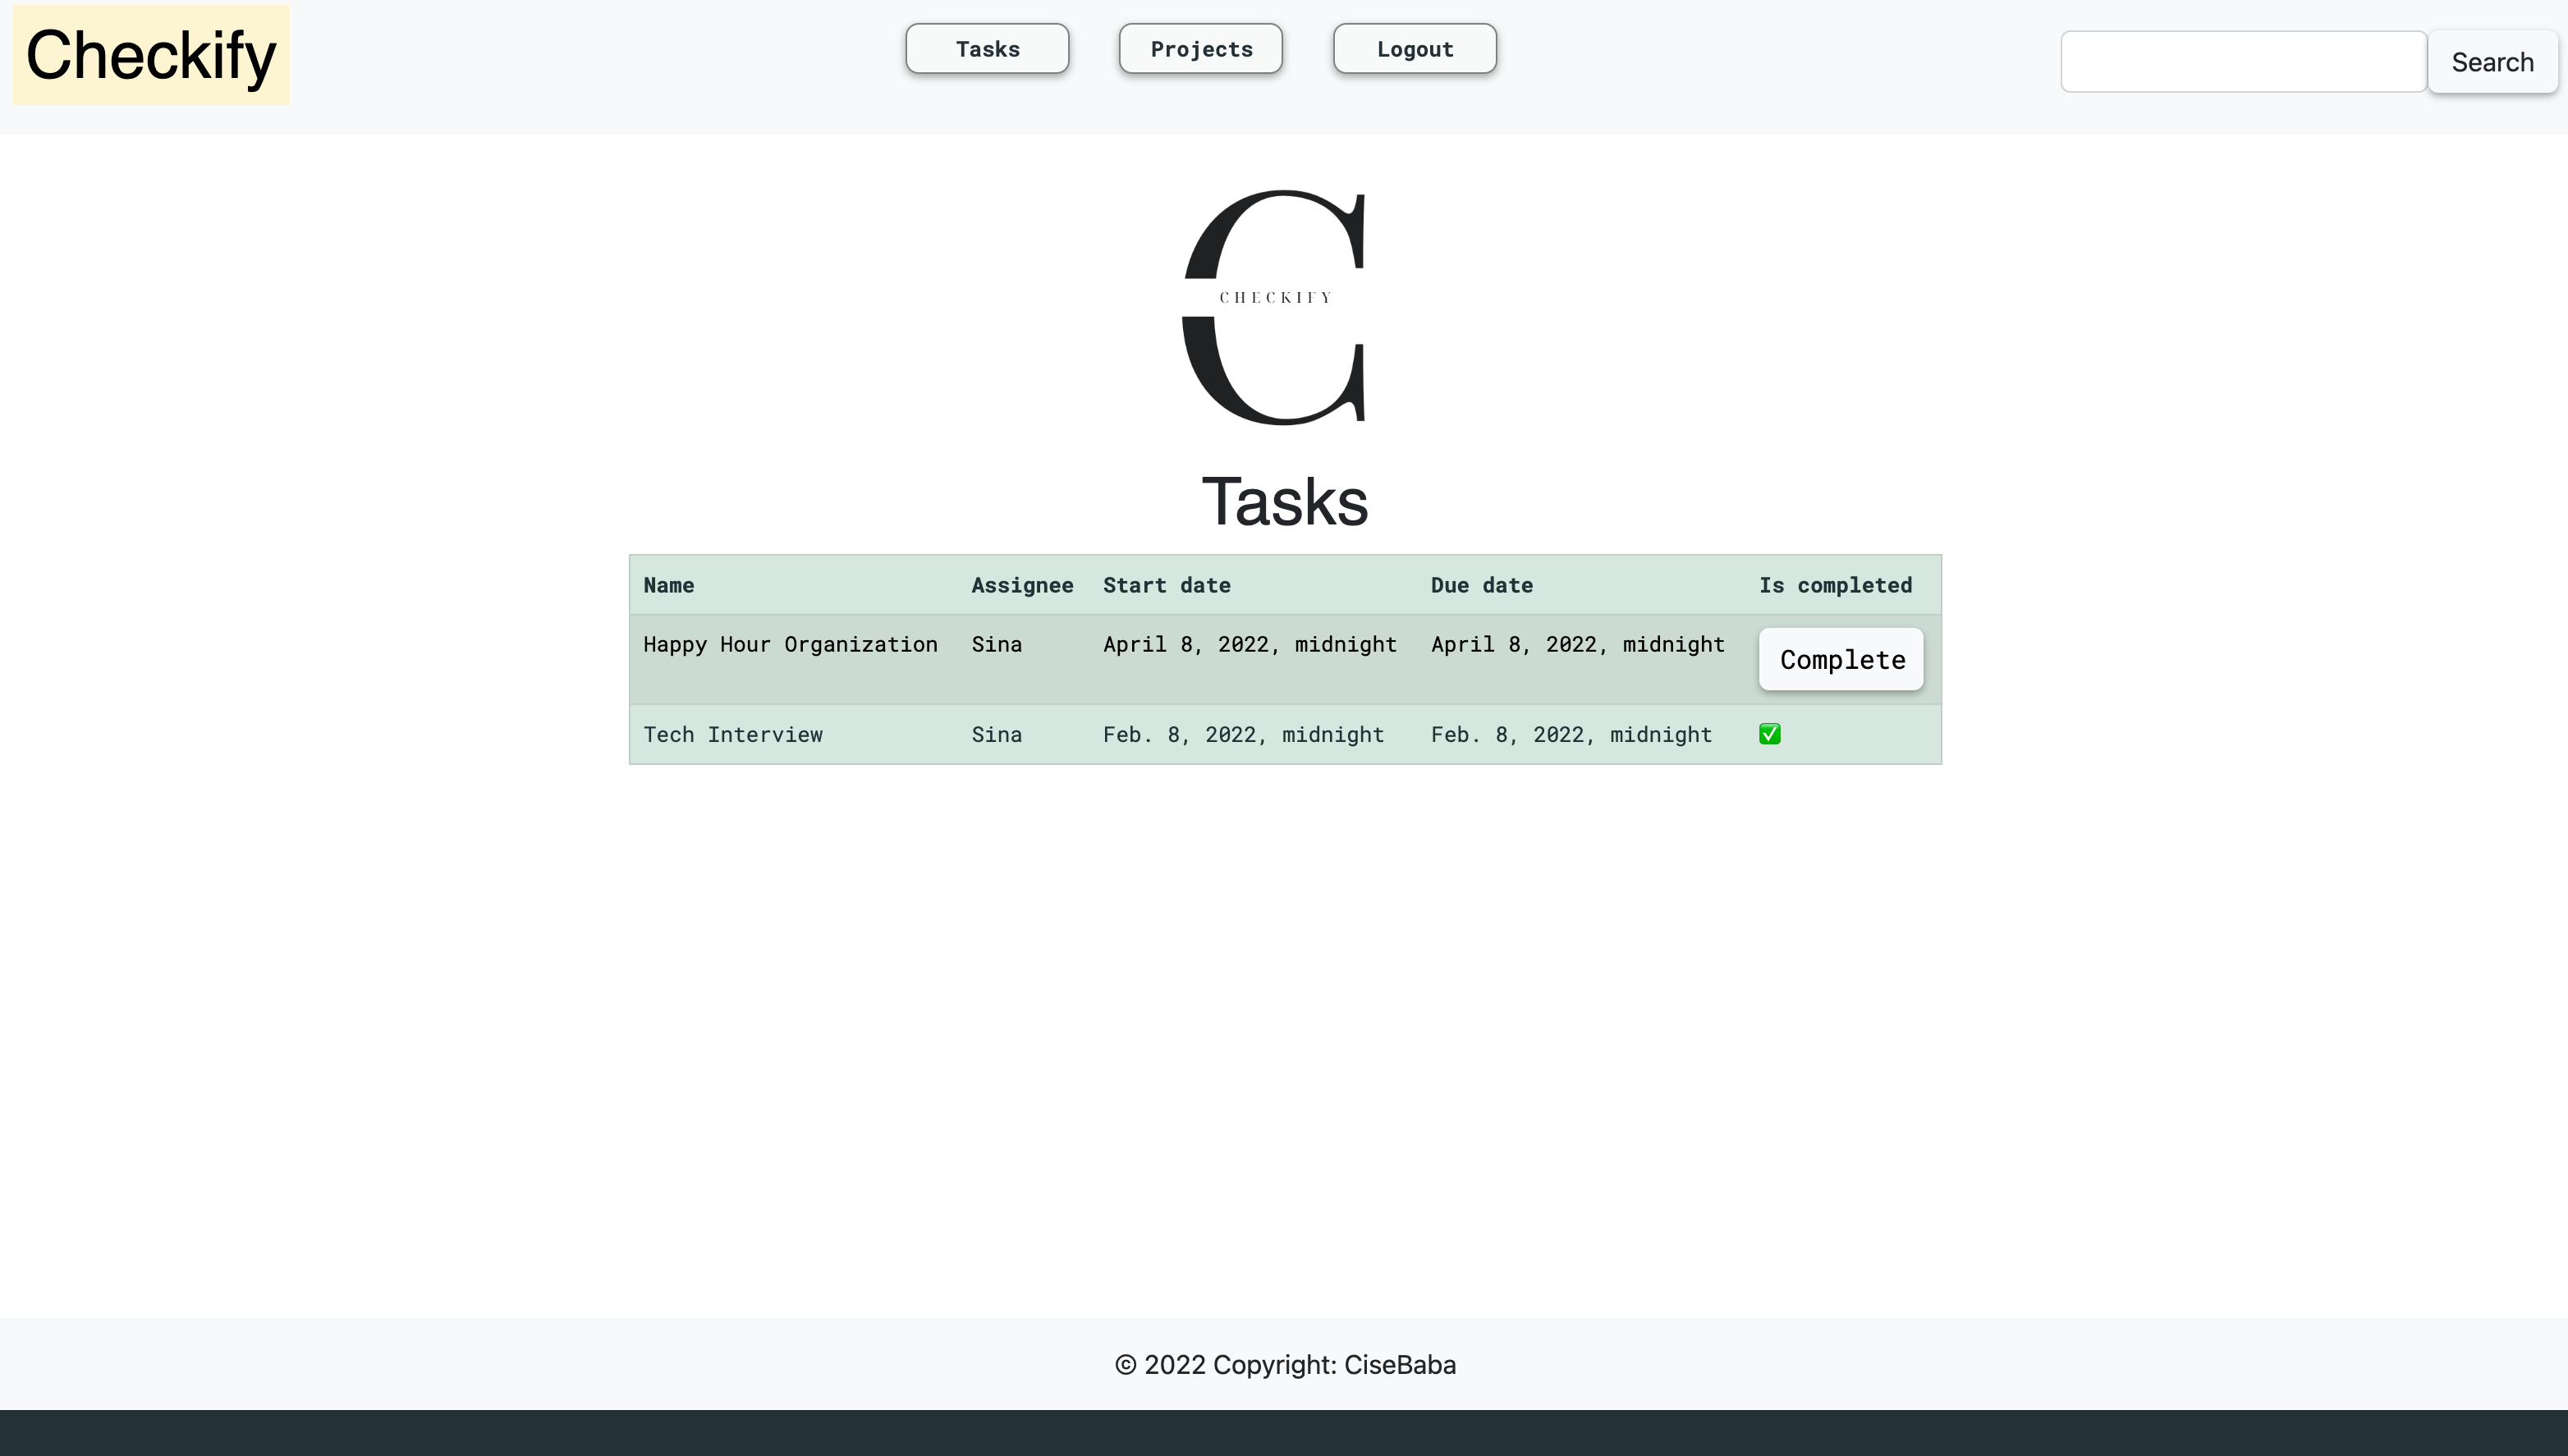 Checkify
Tasks Projects Logout
Search
CHECKIFY
Tasks
Name Assignee Start date Due date Is completed
Happy Hour Organization Sina April 8, 2022, midnight April 8, 2022, midnight Complete
Tech Interview Sina Feb. 8, 2022, midnight Feb. 8, 2022, midnight ✅
© 2022 Copyright: CiseBaba